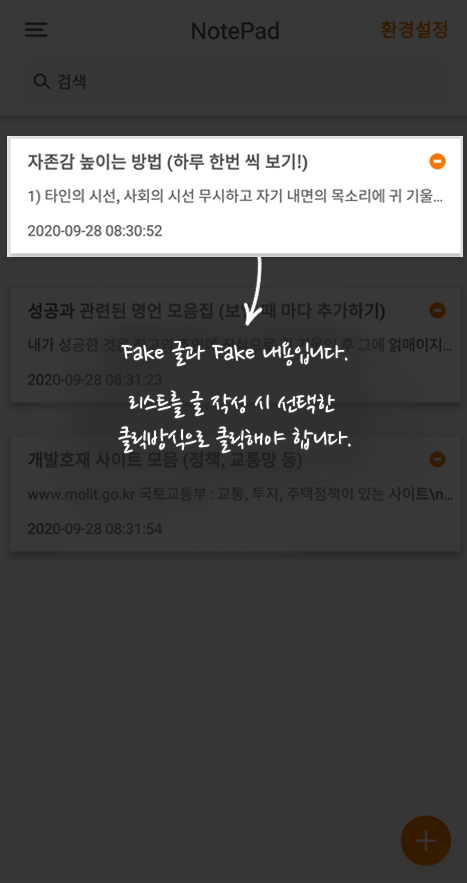 NotePad
환경설정
검색
자존감 높이는 방법 (하루 한번 씩 보기!)
1) 타인의 시선, 사회의 시선 무시하고 자기 내면의 목소리에 귀 기울...
2020-09-28 08:30:52
성공과 관련된 명언 모음집 (보 때 마다 추가하기)
Fake 글과 Fake 내용입니다.
내가 성공한 것은 후 그에 얽매이지...
2020-09-28 08:31:23
리스트를 글 작성 시 선택한
클릭방식으로 클릭해야 합니다.
개발호재 사이트 모음 (정책, 교통망 등)
www.molit.go.kr 국토교통부 : 교통, 투지, 주택정책이 있는 사이트\n...
2020-09-28 08:31:54